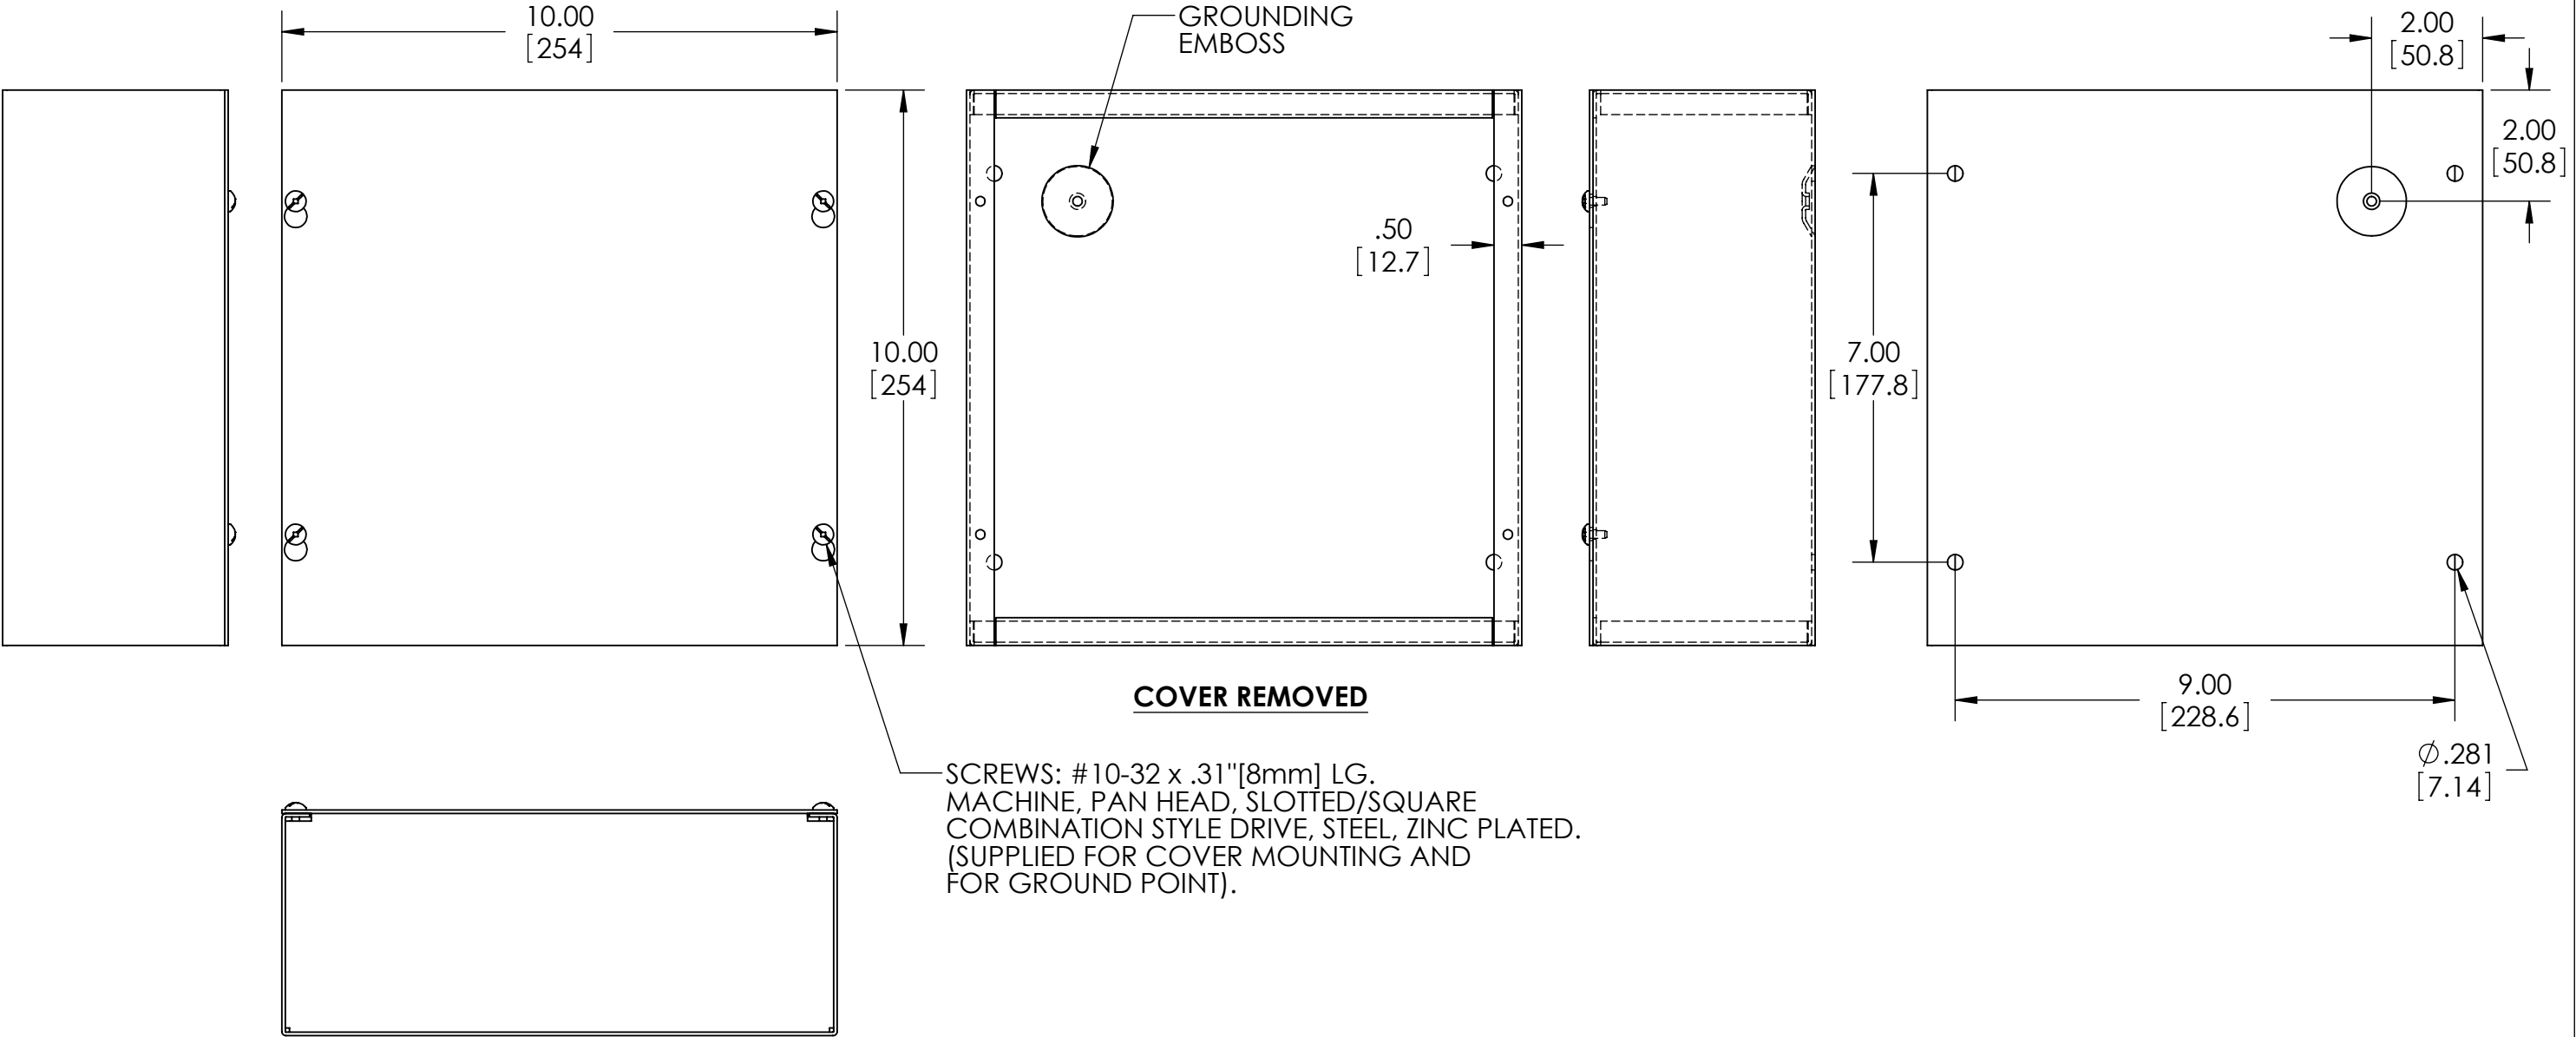 10.00
[254]
GROUNDING
EMBOSS
2.00
[50.8]
2.00
[50.8]
.50
[12.7]
10.00
[254]
7.00
[177.8]
COVER REMOVED
9.00
[228.6]
Ø.281
[7.14]
SCREWS: #10-32 x .31"[8mm] LG.
MACHINE, PAN HEAD, SLOTTED/SQUARE
COMBINATION STYLE DRIVE, STEEL, ZINC PLATED.
(SUPPLIED FOR COVER MOUNTING AND
FOR GROUND POINT).